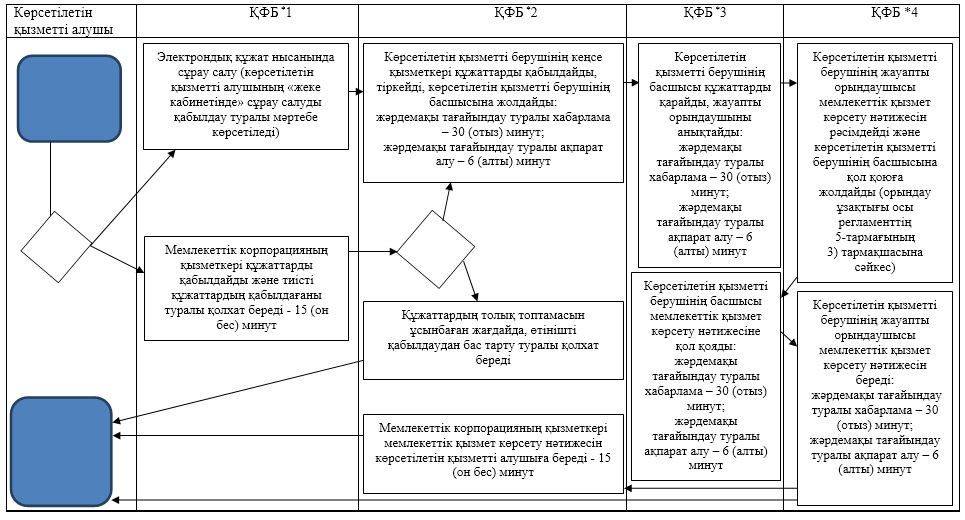 Көрсетілетін
қызметті алушы
ҚФБ *1
ҚФБ *2
ҚФБ *3
ҚФБ *4
Электрондық құжат нысанында
сұрау салу (көрсетілетін
қызметті алушының «жеке
кабинетінде» сұрау салуды
қабылдау туралы мәртебе
көрсетіледі)
Мемлекеттік корпорацияның
қызметкері құжаттарды
қабылдайды және тиісті
құжаттардың қабылдағаны
туралы қолхат береді - 15 (он
бес) минут
Көрсетілетін қызметті берушінің кеңсе
қызметкері құжаттарды қабылдайды,
тіркейді, көрсетілетін қызметті берушінің
басшысына жолдайды:
жәрдемақы тағайындау туралы хабарлама
– 30 (отыз) минут;
жәрдемақы тағайындау туралы ақпарат
алу – 6 (алты) минут
Құжаттардың толық топтамасын
ұсынбаған жағдайда, өтінішті
қабылдаудан бас тарту туралы қолхат
береді
Мемлекеттік корпорацияның қызметкері
мемлекеттік қызмет көрсету нәтижесін
көрсетілетін қызметті алушыға береді - 15
(он бес) минут
Көрсетілетін
қызметті берушінің
басшысы құжаттарды
қарайды, жауапты
орындаушыны
анықтайды:
жәрдемақы
тағайындау туралы
хабарлама – 30 (отыз)
минут;
жәрдемақы
тағайындау туралы
ақпарат алу – 6
(алты) минут
Көрсетілетін қызметті
берушінің басшысы
мемлекеттік қызмет
көрсету нәтижесіне
қол қояды:
жәрдемақы
тағайындау туралы
хабарлама – 30 (отыз)
минут;
жәрдемақы
тағайындау туралы
ақпарат алу – 6 (алты)
минут
Көрсетілетін қызметті
берушінің жауапты
орындаушысы
мемлекеттік қызмет
көрсету нәтижесін
рәсімдейді және
көрсетілетін қызметті
берушінің басшысына
қол қоюға
жолдайды (орындау
ұзақтығы осы
регламенттің
5-тармағының
3) тармақшасына
сәйкес)
Көрсетілетін қызметті
берушінің жауапты
орындаушысы
мемлекеттік қызмет
көрсету нәтижесін
береді:
жәрдемақы тағайындау
туралы хабарлама – 30
(отыз) минут;
жәрдемақы тағайындау
туралы ақпарат алу – 6
(алты) минут